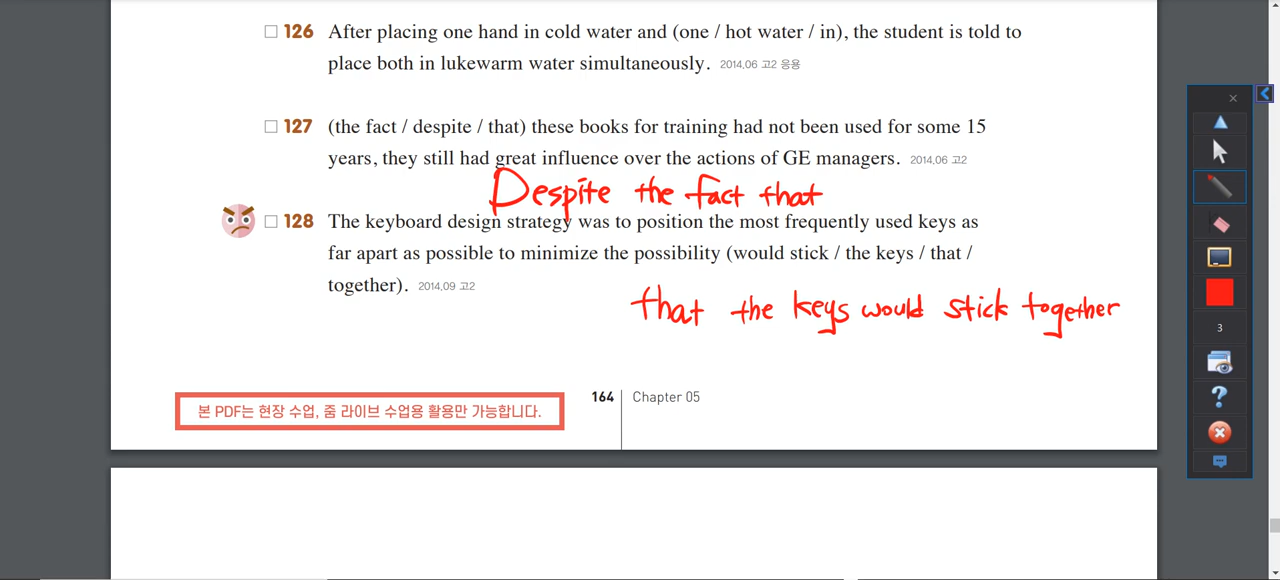 126 After placing one hand in cold water and (one / hot water / in), the student is told to
place both in lukewarm water simultaneously. 2014.06 고2 응용
127 (the fact / despite / that) these books for training had not been used for some 15
years, they still had great influence over the actions of GE managers. 2014.06 고2
Despite the fact that
128 The keyboard design strategy was to position the most frequently used keys as
far apart as possible to minimize the possibility (would stick / the keys / that /
together). 2014.09 고2
that the keys would stick together
164 Chapter 05
본 PDF는 현장 수업, 줌 라이브 수업용 활용만 가능합니다.
3